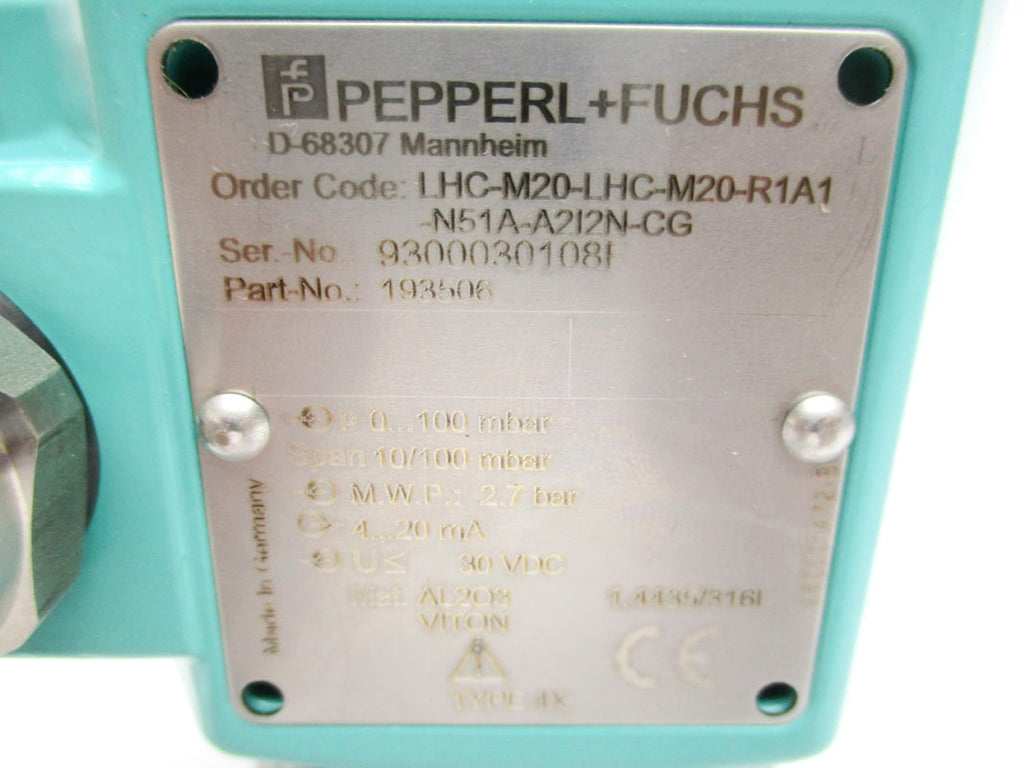 PEPPERL+FUCHS
D-68307 Mannheim
Order Code: LHC-M20-LHC-M20-R1A1
-N51A-A2I2N-CG
Ser.-No.:
Part-No.: 193506
P 0...100 mbar
Span 10/100 mbar
M.W.P.: 2.7 bar
4...20 mA
U≤ 30 VDC
Mat. AL2O3 1.4435/316l
VITON
CE
TYPE 4X
Made in Germany